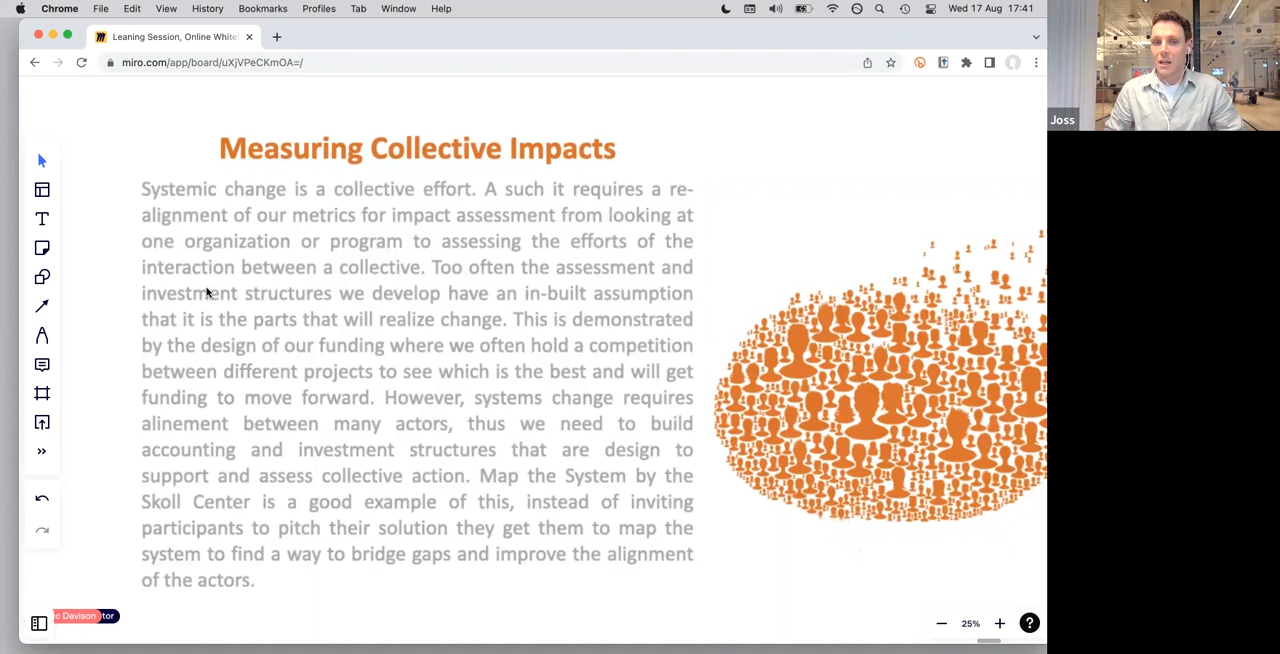 Chrome File Edit View History Bookmarks Profiles Tab Window Help Wed 17 Aug 17:41
Leaning Session, Online White
miro.com/app/board/uXjVPeCKmOA=/
Joss
Measuring Collective Impacts
Systemic change is a collective effort. A such it requires a re-
alignment of our metrics for impact assessment from looking at
one organization or program to assessing the efforts of the
interaction between a collective. Too often the assessment and
investment structures we develop have an in-built assumption
that it is the parts that will realize change. This is demonstrated
by the design of our funding where we often hold a competition
between different projects to see which is the best and will get
funding to move forward. However, systems change requires
alinement between many actors, thus we need to build
accounting and investment structures that are design to
support and assess collective action. Map the System by the
Skoll Center is a good example of this, instead of inviting
participants to pitch their solution they get them to map the
system to find a way to bridge gaps and improve the alignment
of the actors.
c Davison tor
25%